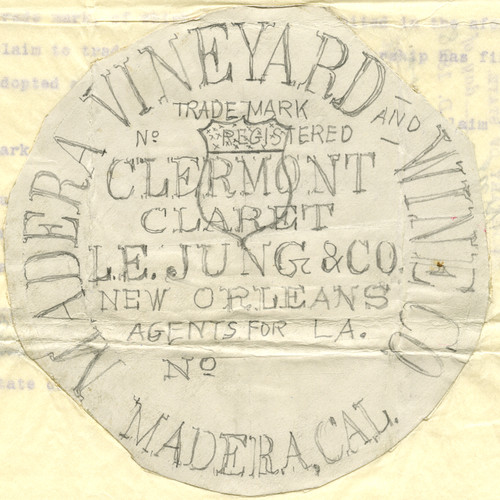 MADERA VINEYARD AND WINE CO
TRADE MARK
No REGISTERED
CLERMONT
CLARET
L.E. JUNG & CO.
NEW ORLEANS
AGENTS FOR LA.
No
MADERA, CAL.